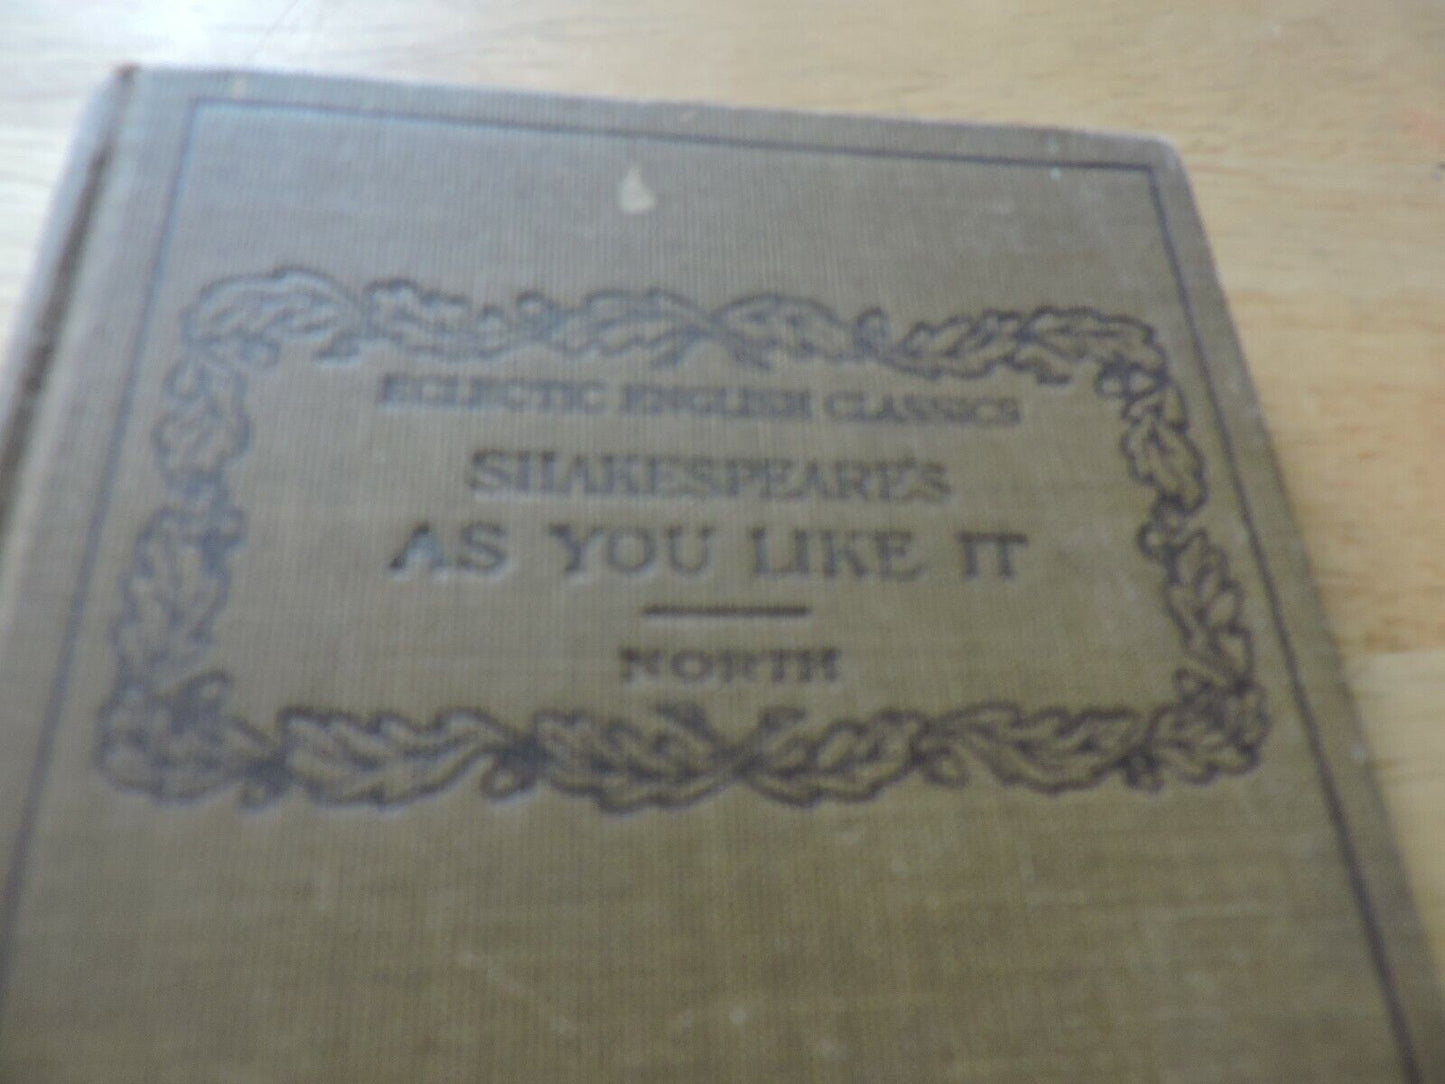 ECLECTIC ENGLISH CLASSICS
SHAKESPEARE'S
AS YOU LIKE IT
NORTH